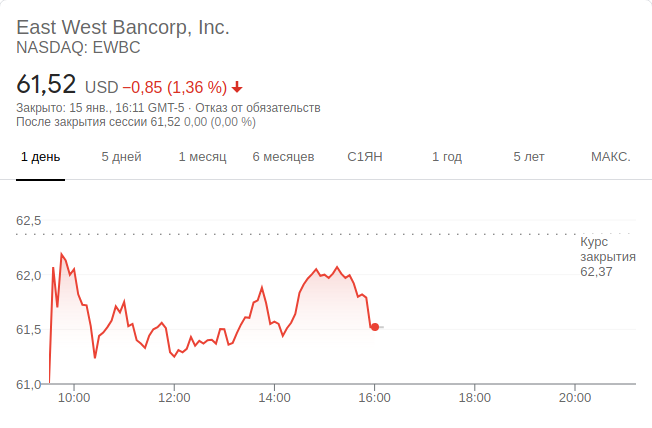 East West Bancorp, Inc.
NASDAQ: EWBC
61,52 USD −0,85 (1,36 %)
Закрыто: 15 янв., 16:11 GMT-5 · Отказ от обязательств
После закрытия сессии 61,52 0,00 (0,00 %)
1 день 5 дней 1 месяц 6 месяцев С1ЯН 1 год 5 лет МАКС.
62,5
Курс
закрытия
62,37
62,0
61,5
61,0
10:00 12:00 14:00 16:00 18:00 20:00